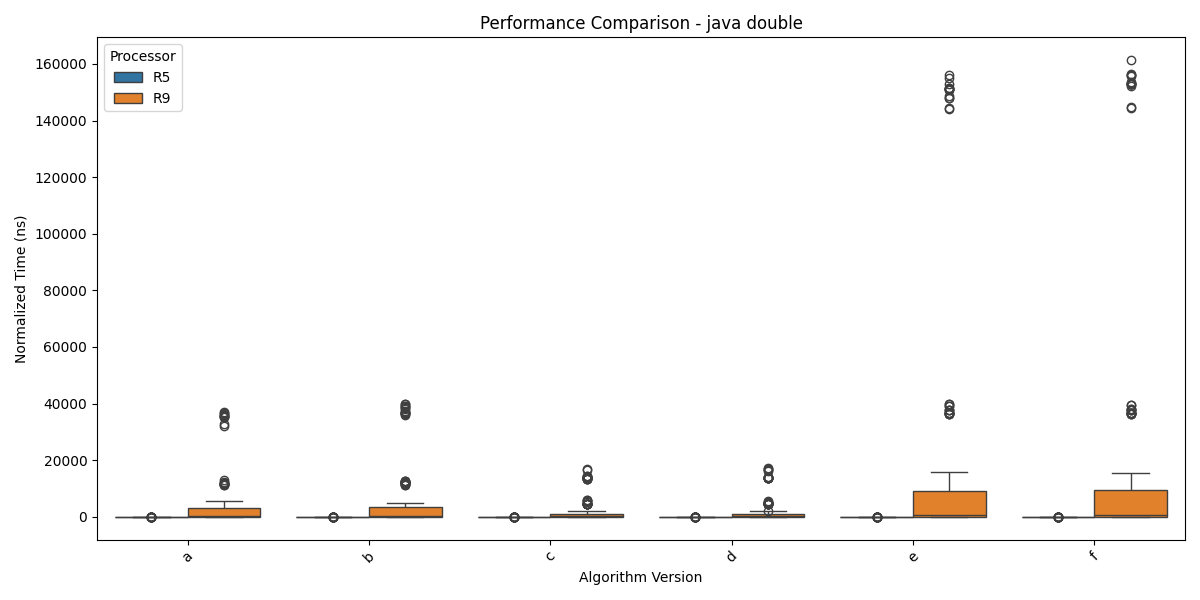 Performance Comparison - java double
Processor
R5
R9
Normalized Time (ns)
160000
140000
120000
100000
80000
60000
40000
20000
0
a
b
c
d
e
f
Algorithm Version